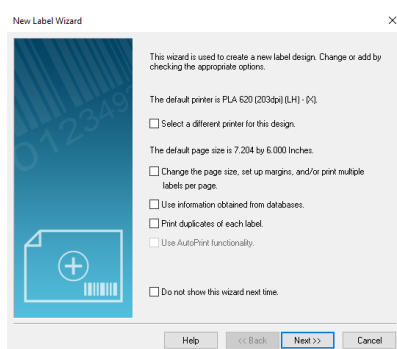 New Label Wizard
This wizard is used to create a new label design. Change or add by
checking the appropriate options.
The default printer is PLA 620 (203dpi) (LH) - (X).
Select a different printer for this design.
The default page size is 7.204 by 6.000 Inches.
Change the page size, set up margins, and/or print multiple
labels per page.
Use information obtained from databases.
Print duplicates of each label.
Use AutoPrint functionality.
Do not show this wizard next time.
Help
<< Back
Next >>
Cancel